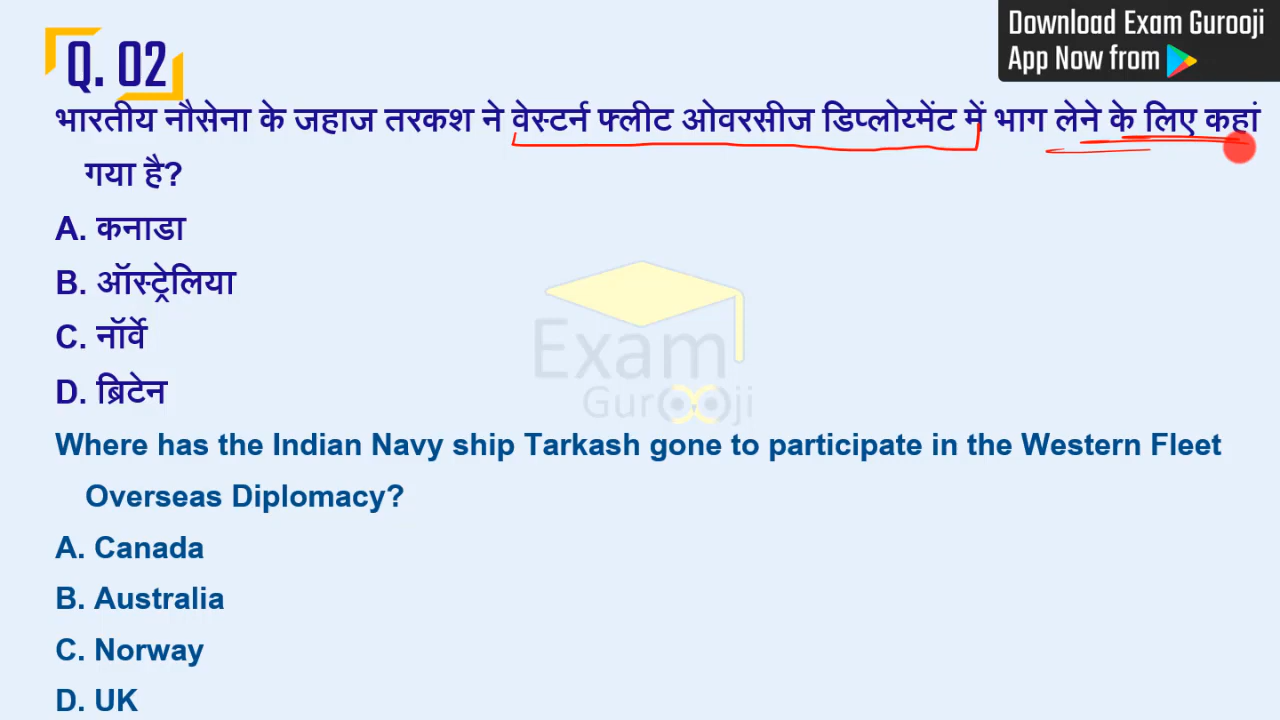 Download Exam Gurooji
App Now from
Q. 02
भारतीय नौसेना के जहाज तरकश ने वेस्टर्न फ्लीट ओवरसीज डिप्लोय्मेंट में भाग लेने के लिए कहां
गया है?
A. कनाडा
B. ऑस्ट्रेलिया
C. नॉर्वे
D. ब्रिटेन
Exam
Gurooji
Where has the Indian Navy ship Tarkash gone to participate in the Western Fleet
Overseas Diplomacy?
A. Canada
B. Australia
C. Norway
D. UK